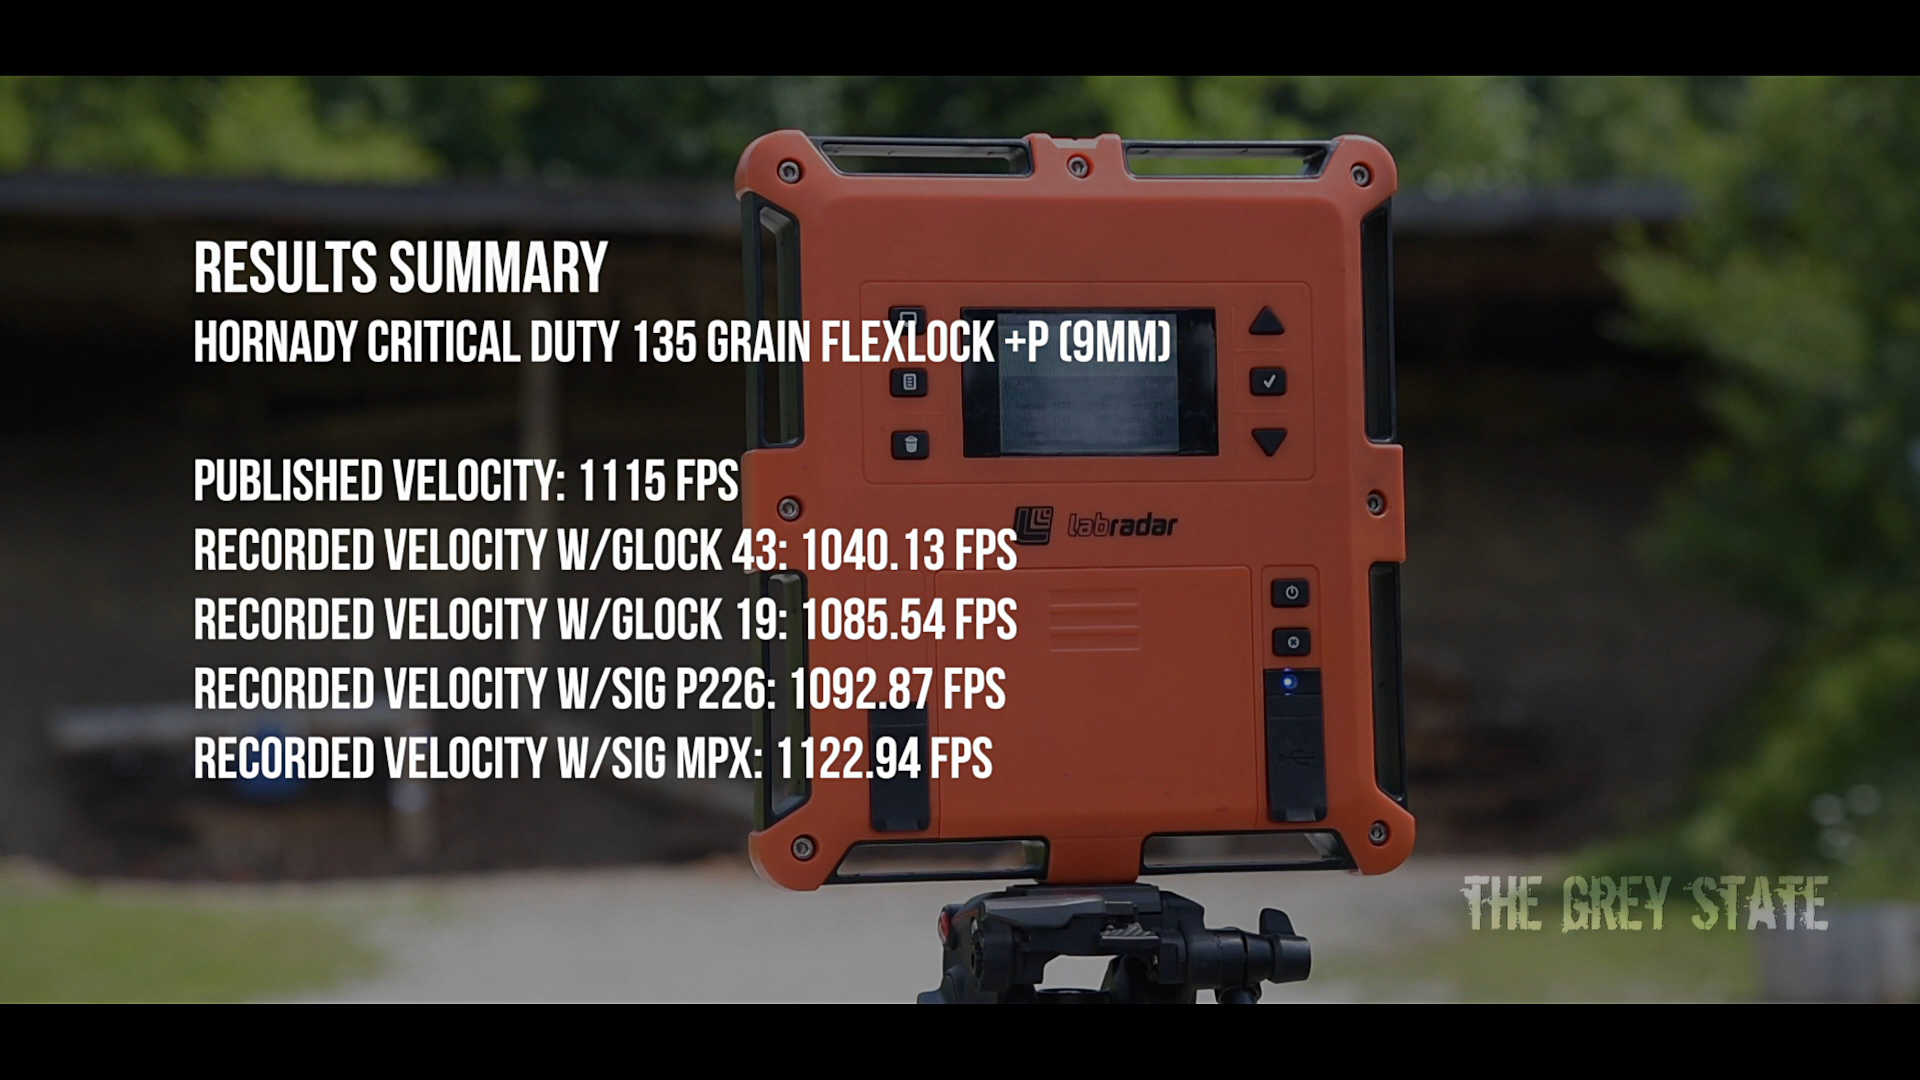 RESULTS SUMMARY
HORNADY CRITICAL DUTY 135 GRAIN FLEXLOCK +P (9MM)
PUBLISHED VELOCITY: 1115 FPS
RECORDED VELOCITY W/GLOCK 43: 1040.13 FPS
labradar
RECORDED VELOCITY W/GLOCK 19: 1085.54 FPS
RECORDED VELOCITY W/SIG P226: 1092.87 FPS
RECORDED VELOCITY W/SIG MPX: 1122.94 FPS
THE GREY STATE